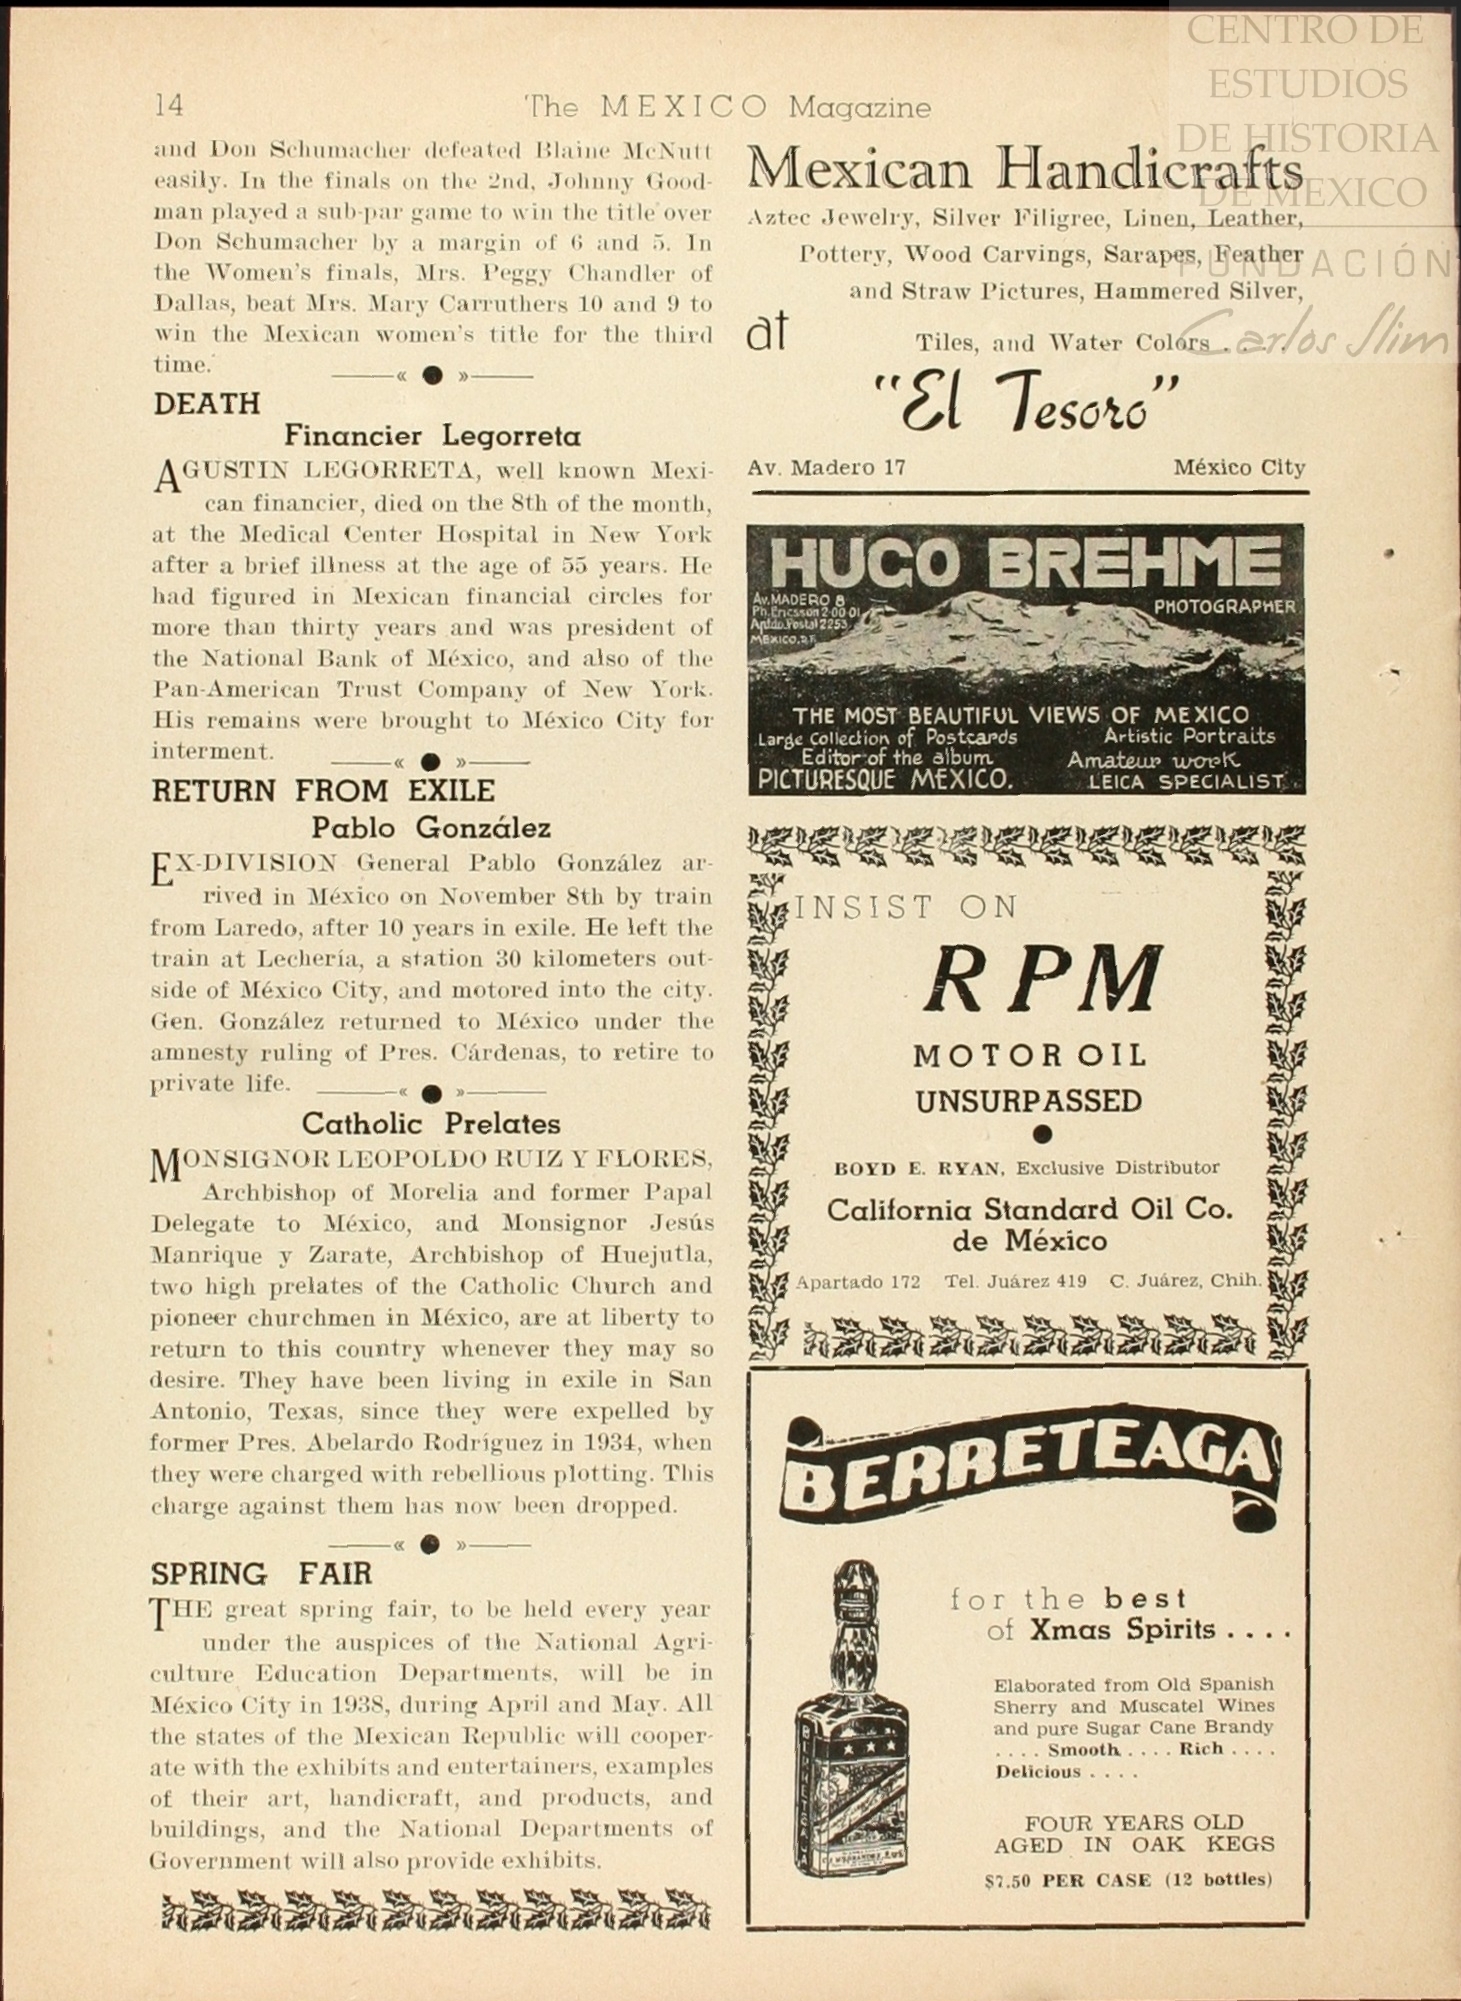 CENTRO DE
ESTUDIOS
DE HISTORIA
DE MEXICO
FUNDACIÓN
Carlos Slim
14
The MEXICO Magazine
and Don Schumacher defeated Blaine McNutt
easily. In the finals on the 2nd, Johnny Good-
man played a sub-par game to win the title over
Don Schumacher by a margin of 6 and 5. In
the Women's finals, Mrs. Peggy Chandler of
Dallas, beat Mrs. Mary Carruthers 10 and 9 to
win the Mexican women's title for the third
time.
DEATH
Financier Legorreta
AGUSTIN LEGORRETA, well known Mexi-
can financier, died on the 8th of the month,
at the Medical Center Hospital in New York
after a brief illness at the age of 55 years. He
had figured in Mexican financial circles for
more than thirty years and was president of
the National Bank of México, and also of the
Pan-American Trust Company of New York.
His remains were brought to México City for
interment.
RETURN FROM EXILE
Pablo González
EX-DIVISION General Pablo González ar-
rived in México on November 8th by train
from Laredo, after 10 years in exile. He left the
train at Lechería, a station 30 kilometers out-
side of México City, and motored into the city.
Gen. González returned to México under the
amnesty ruling of Pres. Cárdenas, to retire to
private life.
Catholic Prelates
MONSIGNOR LEOPOLDO RUIZ Y FLORES,
Archbishop of Morelia and former Papal
Delegate to México, and Monsignor Jesús
Manrique y Zarate, Archbishop of Huejutla,
two high prelates of the Catholic Church and
pioneer churchmen in México, are at liberty to
return to this country whenever they may so
desire. They have been living in exile in San
Antonio, Texas, since they were expelled by
former Pres. Abelardo Rodríguez in 1934, when
they were charged with rebellious plotting. This
charge against them has now been dropped.
SPRING FAIR
THE great spring fair, to be held every year
under the auspices of the National Agri-
culture Education Departments, will be in
México City in 1938, during April and May. All
the states of the Mexican Republic will cooper-
ate with the exhibits and entertainers, examples
of their art, handicraft, and products, and
buildings, and the National Departments of
Government will also provide exhibits.
Mexican Handicrafts
Aztec Jewelry, Silver Filigree, Linen, Leather,
Pottery, Wood Carvings, Sarapes, Feather
and Straw Pictures, Hammered Silver,
at Tiles, and Water Colors . . . .
"El Tesoro"
Av. Madero 17 México City
HUGO BREHME
Av. MADERO 8
Ph. Ericsson 2-00-01
Aptdo. Postal 2253
MEXICO, D.F.
PHOTOGRAPHER
THE MOST BEAUTIFUL VIEWS OF MEXICO
Large Collection of Postcards Artistic Portraits
Editor of the album Amateur work
PICTURESQUE MEXICO. LEICA SPECIALIST
INSIST ON
RPM
MOTOR OIL
UNSURPASSED
BOYD E. RYAN, Exclusive Distributor
California Standard Oil Co.
de México
Apartado 172 Tel. Juárez 419 C. Juárez, Chih.
BERRETEAGA
for the best
of Xmas Spirits . . . .
Elaborated from Old Spanish
Sherry and Muscatel Wines
and pure Sugar Cane Brandy
. . . . Smooth . . . . Rich . . . .
Delicious . . . .
FOUR YEARS OLD
AGED IN OAK KEGS
$7.50 PER CASE (12 bottles)
BERRETEAGA